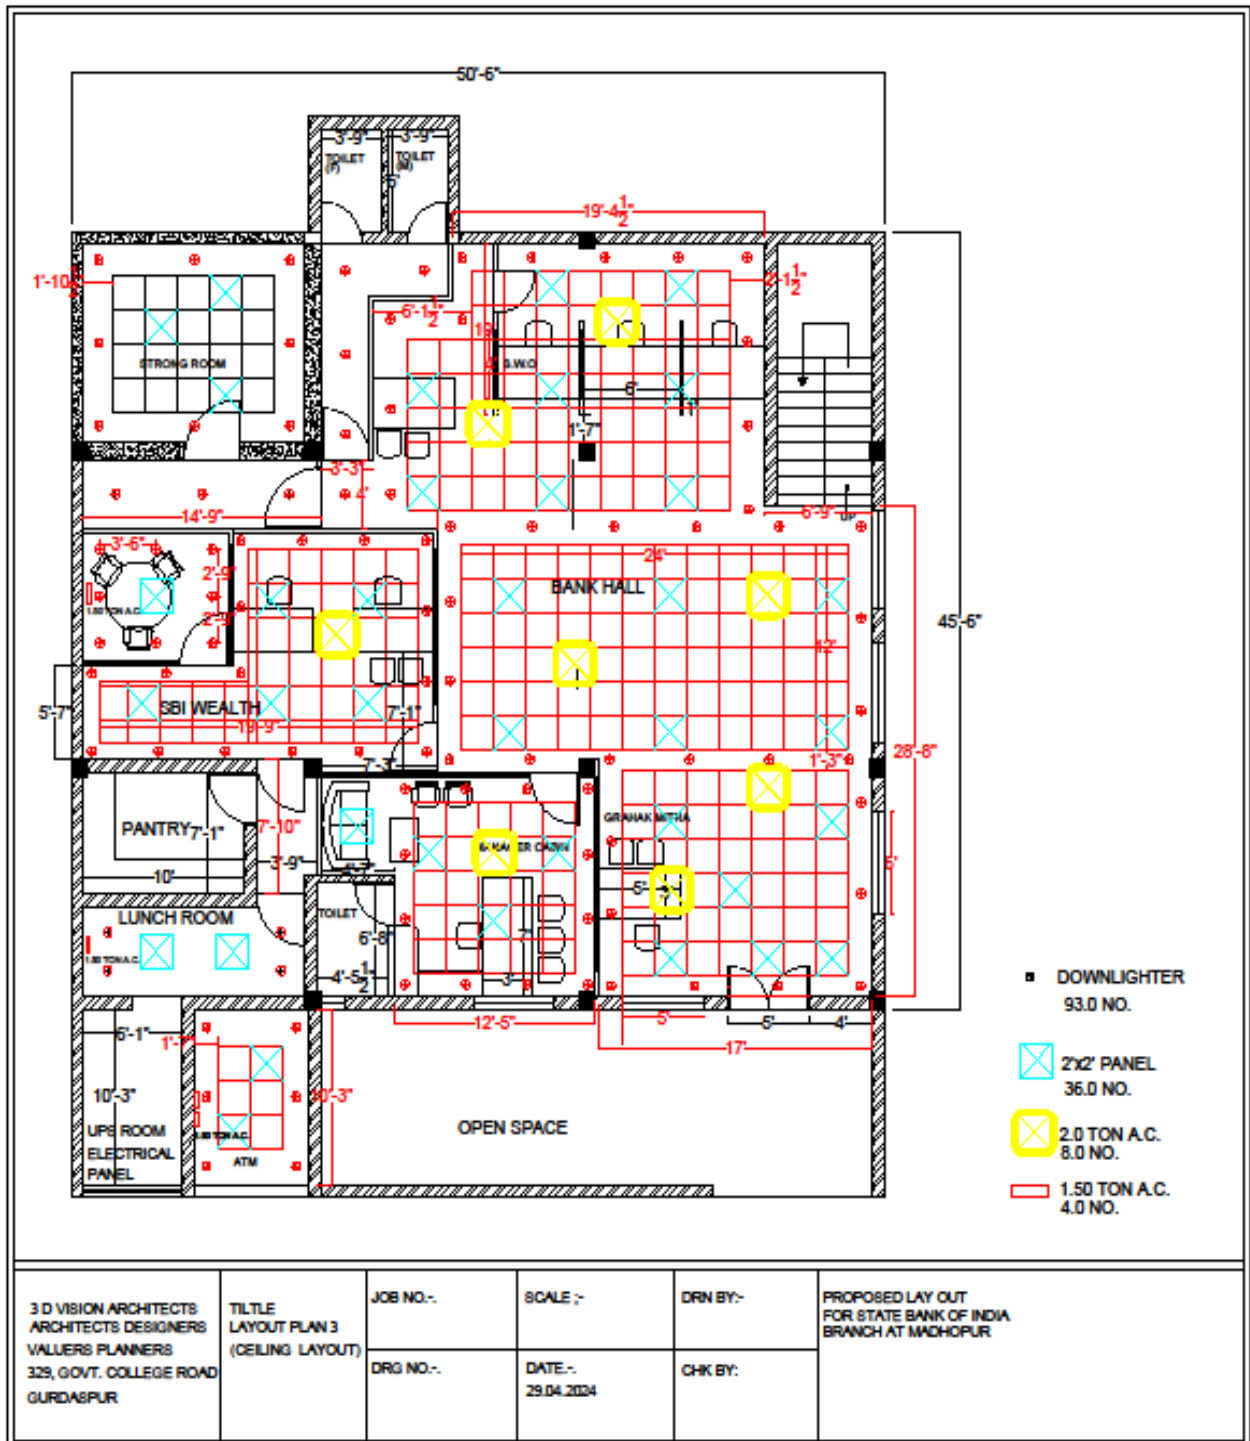 50'-6"
3'-9"
3'-9"
TOILET
(F)
TOILET
(M)
19'-4 1/2"
6'-1 1/2"
2'-1 1/2"
STRONG ROOM
S.W.O
6'
1'
1'-7"
3'-3"
4'
14'-9"
6'-9"
UP
3'-6"
2'-9"
2'-9"
1.50 TON A.C.
24'
BANK HALL
12'
45'-6"
5'-7"
SBI WEALTH
19'-9"
7'-1"
7'-3"
1'-3"
28'-8"
PANTRY
7'-1"
7'-10"
3'-9"
10'
4'-7"
GRAHAK MITRA
5'
5'
LUNCH ROOM
1.50 TON A.C.
TOILET
6'-8"
7'
4'-5 1/2"
3'
12'-5"
5'
5'
4'
17'
6'-1"
1'-7"
10'-3"
10'-3"
UPS ROOM
ELECTRICAL
PANEL
ATM
OPEN SPACE
DOWNLIGHTER
93.0 NO.
2'x2' PANEL
36.0 NO.
2.0 TON A.C.
8.0 NO.
1.50 TON A.C.
4.0 NO.
3 D VISION ARCHITECTS
ARCHITECTS DESIGNERS
VALUERS PLANNERS
329, GOVT. COLLEGE ROAD
GURDASPUR
TILTLE
LAYOUT PLAN 3
(CEILING LAYOUT)
JOB NO.-.
DRG NO.-.
SCALE ;-
DATE.-.
29.04.2024
DRN BY:-
CHK BY:
PROPOSED LAY OUT
FOR STATE BANK OF INDIA
BRANCH AT MADHOPUR